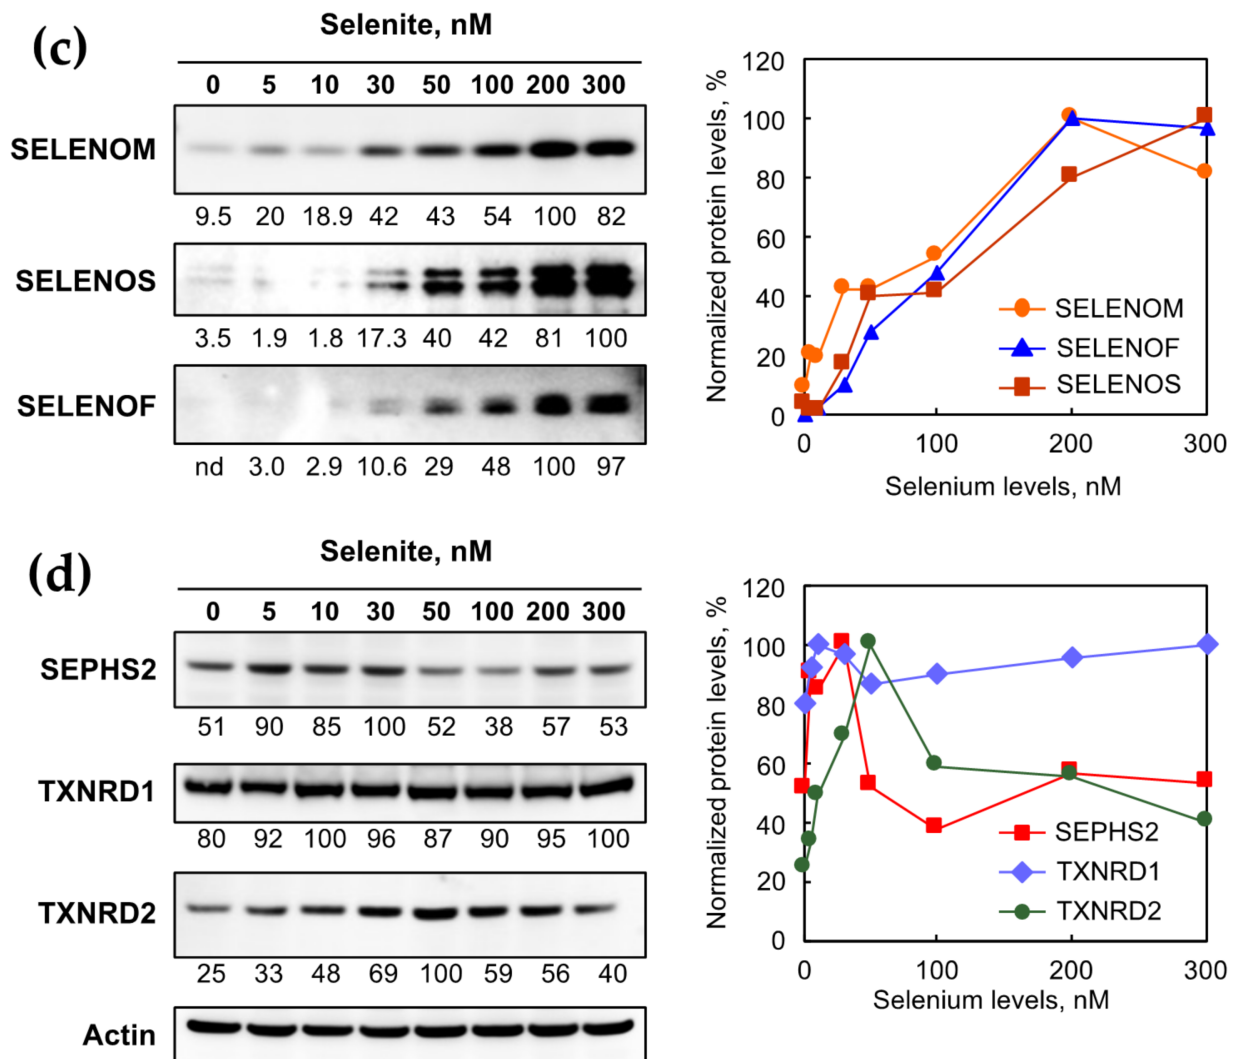 (c)
Selenite, nM
0 5 10 30 50 100 200 300
SELENOM
9.5 20 18.9 42 43 54 100 82
SELENOS
3.5 1.9 1.8 17.3 40 42 81 100
SELENOF
nd 3.0 2.9 10.6 29 48 100 97
Normalized protein levels, %
120
100
80
60
40
20
0
SELENOM
SELENOF
SELENOS
0 100 200 300
Selenium levels, nM
(d)
Selenite, nM
0 5 10 30 50 100 200 300
SEPHS2
51 90 85 100 52 38 57 53
TXNRD1
80 92 100 96 87 90 95 100
TXNRD2
25 33 48 69 100 59 56 40
Actin
Normalized protein levels, %
120
100
80
60
40
20
0
SEPHS2
TXNRD1
TXNRD2
0 100 200 300
Selenium levels, nM